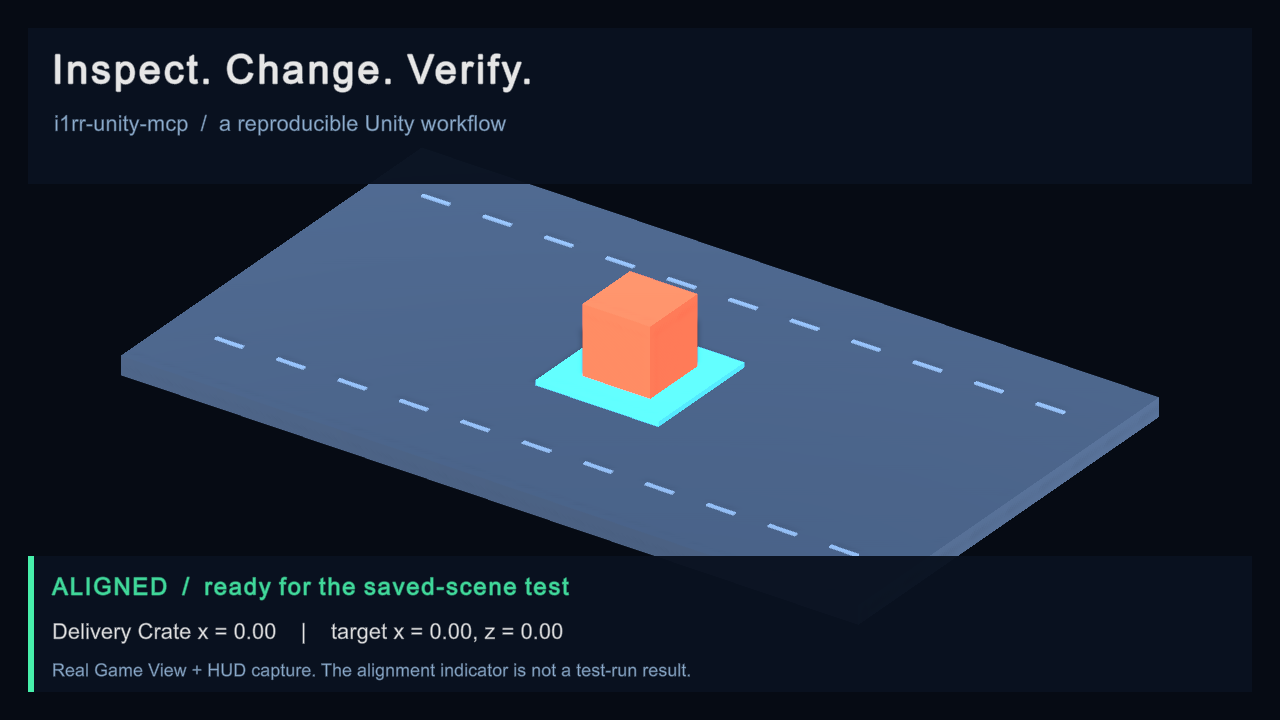 Inspect. Change. Verify.
i1rr-unity-mcp / a reproducible Unity workflow
ALIGNED / ready for the saved-scene test
Delivery Crate x = 0.00 | target x = 0.00, z = 0.00
Real Game View + HUD capture. The alignment indicator is not a test-run result.